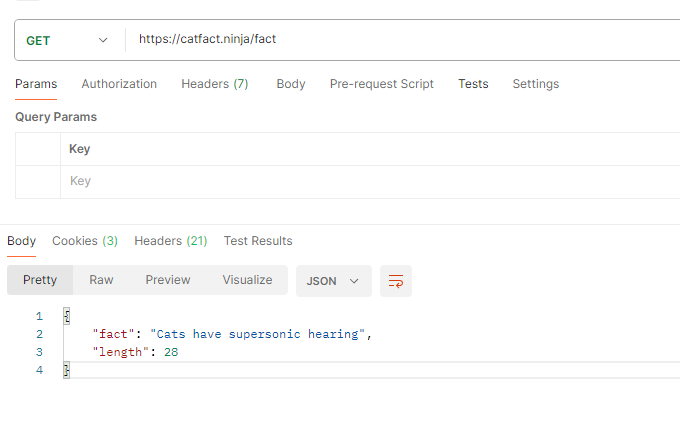 GET https://catfact.ninja/fact
Params Authorization Headers (7) Body Pre-request Script Tests Settings
Query Params
Key
Key
Body Cookies (3) Headers (21) Test Results
Pretty Raw Preview Visualize JSON
1 {
2 "fact": "Cats have supersonic hearing",
3 "length": 28
4 }